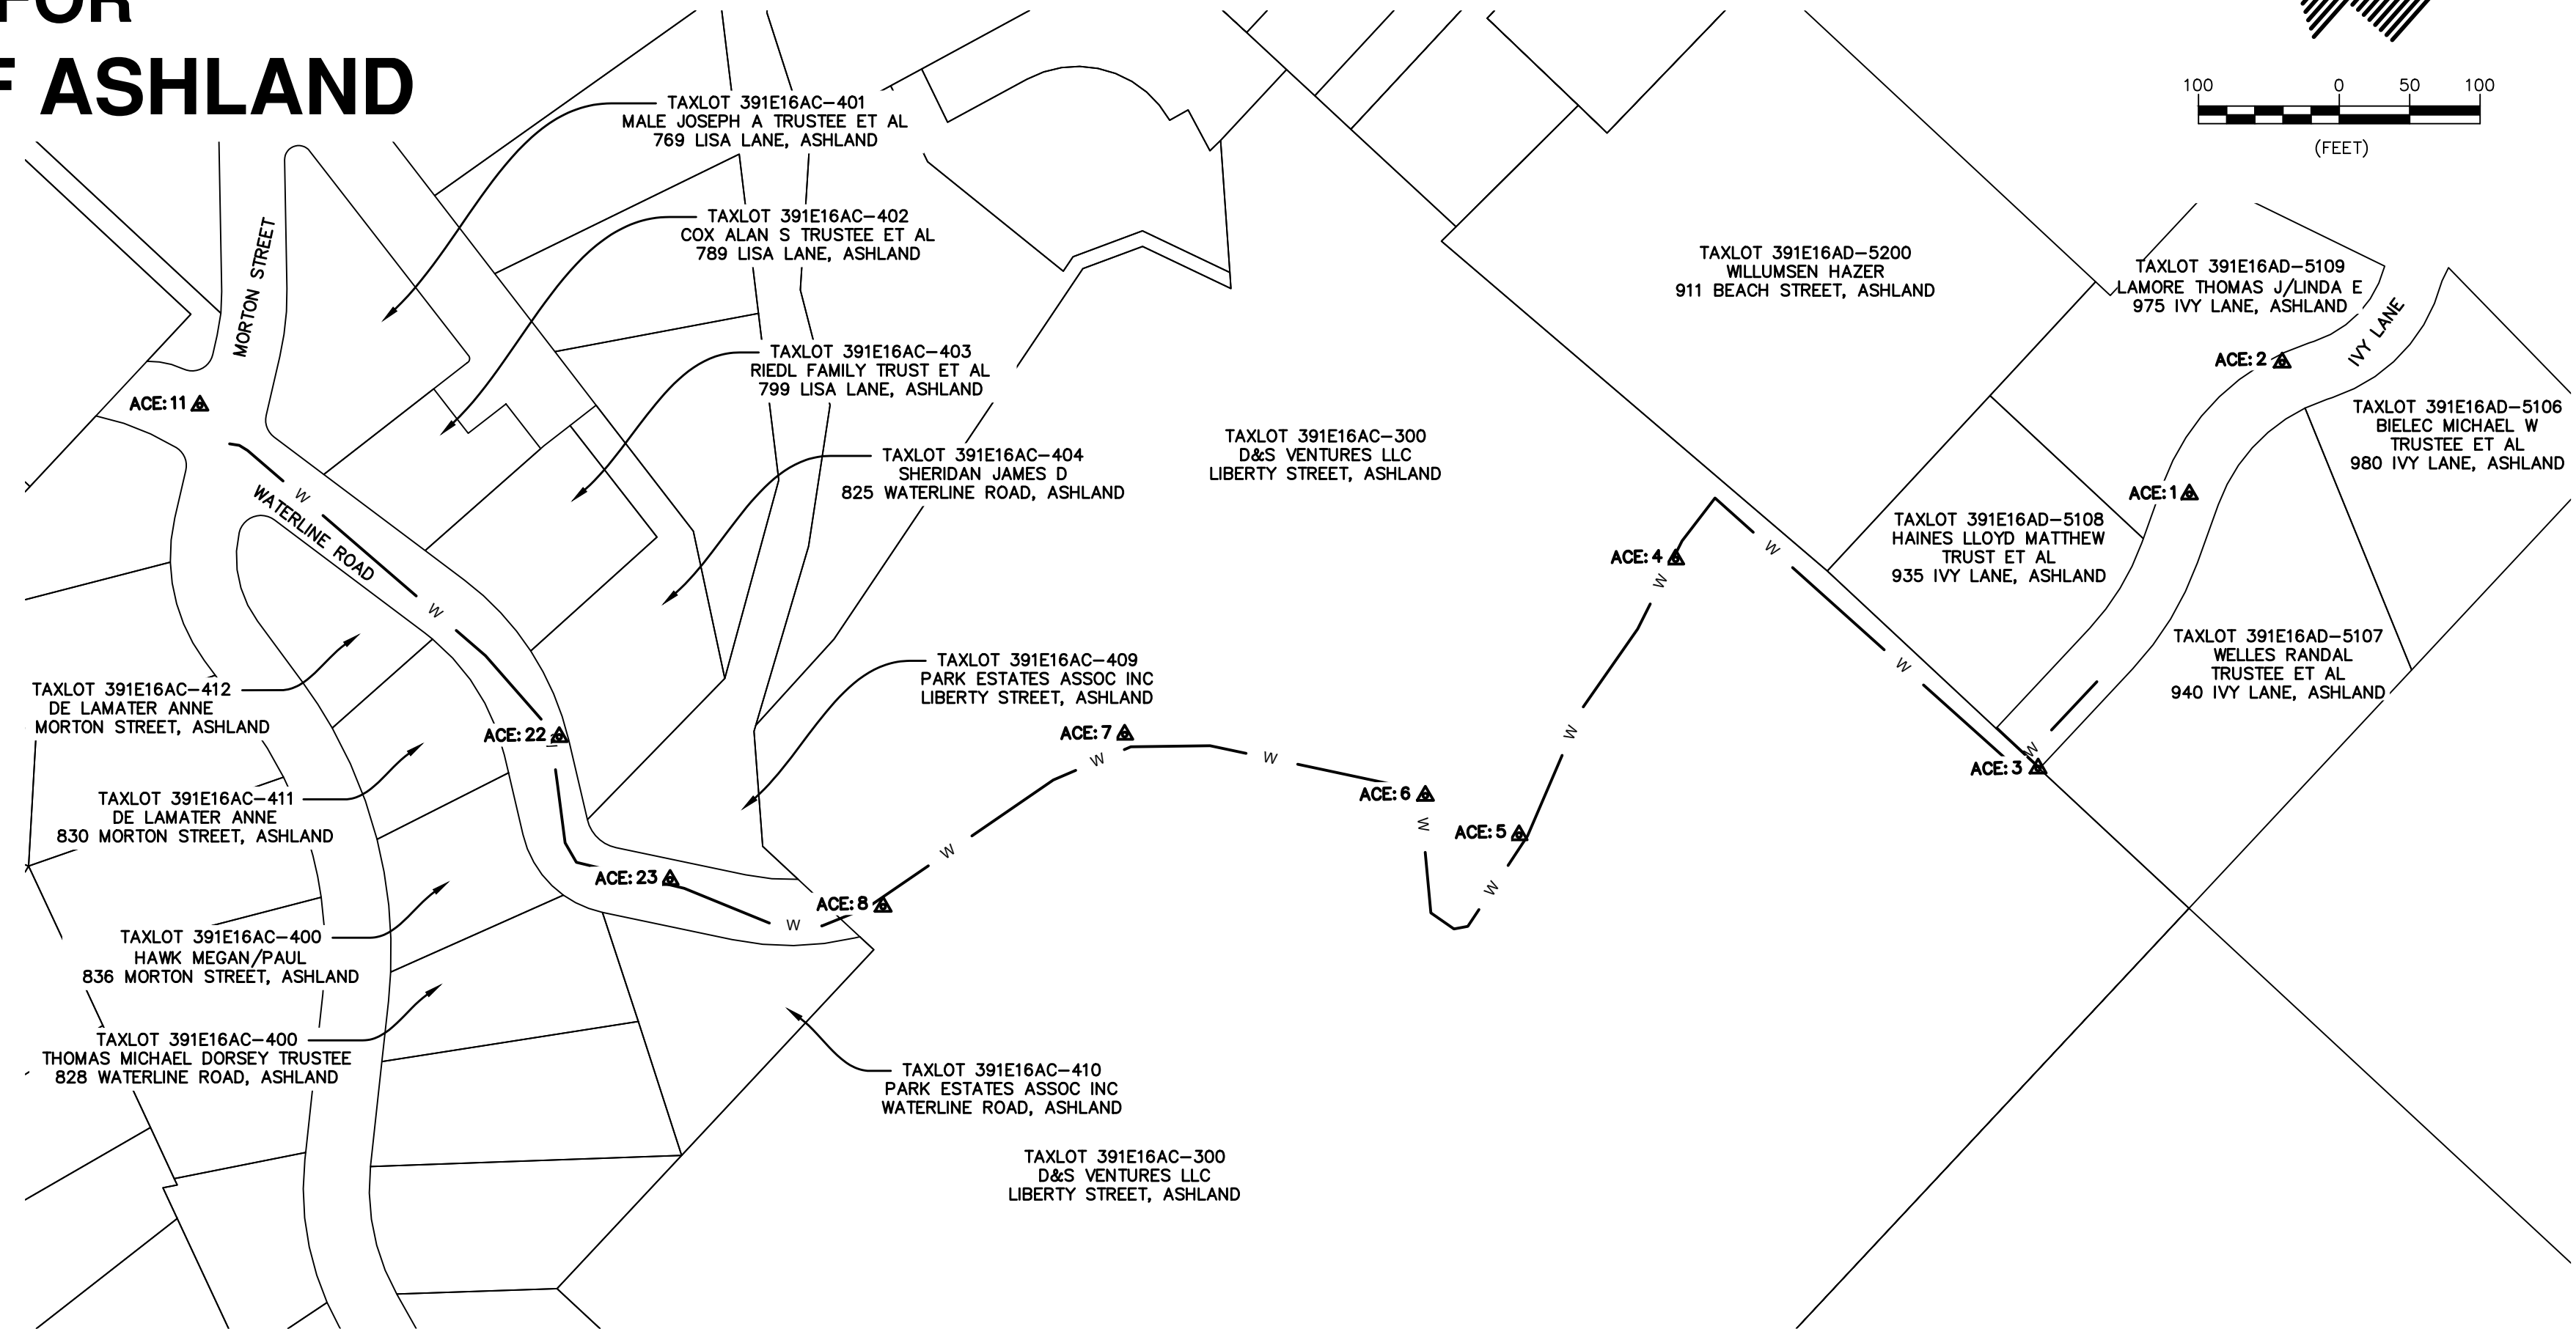 FOR
F ASHLAND
100 0 50 100
(FEET)
TAXLOT 391E16AC-401
MALE JOSEPH A TRUSTEE ET AL
769 LISA LANE, ASHLAND
TAXLOT 391E16AC-402
COX ALAN S TRUSTEE ET AL
789 LISA LANE, ASHLAND
MORTON STREET
TAXLOT 391E16AD-5200
WILLUMSEN HAZER
911 BEACH STREET, ASHLAND
TAXLOT 391E16AD-5109
LAMORE THOMAS J/LINDA E
975 IVY LANE, ASHLAND
IVY LANE
ACE: 2
TAXLOT 391E16AC-403
RIEDL FAMILY TRUST ET AL
799 LISA LANE, ASHLAND
ACE: 11
TAXLOT 391E16AD-5106
BIELEC MICHAEL W
TRUSTEE ET AL
980 IVY LANE, ASHLAND
TAXLOT 391E16AC-300
D&S VENTURES LLC
LIBERTY STREET, ASHLAND
TAXLOT 391E16AC-404
SHERIDAN JAMES D
825 WATERLINE ROAD, ASHLAND
ACE: 1
W
WATERLINE ROAD
W
TAXLOT 391E16AD-5108
HAINES LLOYD MATTHEW
TRUST ET AL
935 IVY LANE, ASHLAND
ACE: 4
W
W
W
TAXLOT 391E16AD-5107
WELLES RANDAL
TRUSTEE ET AL
940 IVY LANE, ASHLAND
TAXLOT 391E16AC-409
PARK ESTATES ASSOC INC
LIBERTY STREET, ASHLAND
TAXLOT 391E16AC-412
DE LAMATER ANNE
MORTON STREET, ASHLAND
ACE: 22
ACE: 7
W
W
W
W
ACE: 3
ACE: 6
W
ACE: 5
TAXLOT 391E16AC-411
DE LAMATER ANNE
830 MORTON STREET, ASHLAND
W
W
ACE: 23
ACE: 8
W
TAXLOT 391E16AC-400
HAWK MEGAN/PAUL
836 MORTON STREET, ASHLAND
TAXLOT 391E16AC-400
THOMAS MICHAEL DORSEY TRUSTEE
828 WATERLINE ROAD, ASHLAND
TAXLOT 391E16AC-410
PARK ESTATES ASSOC INC
WATERLINE ROAD, ASHLAND
TAXLOT 391E16AC-300
D&S VENTURES LLC
LIBERTY STREET, ASHLAND